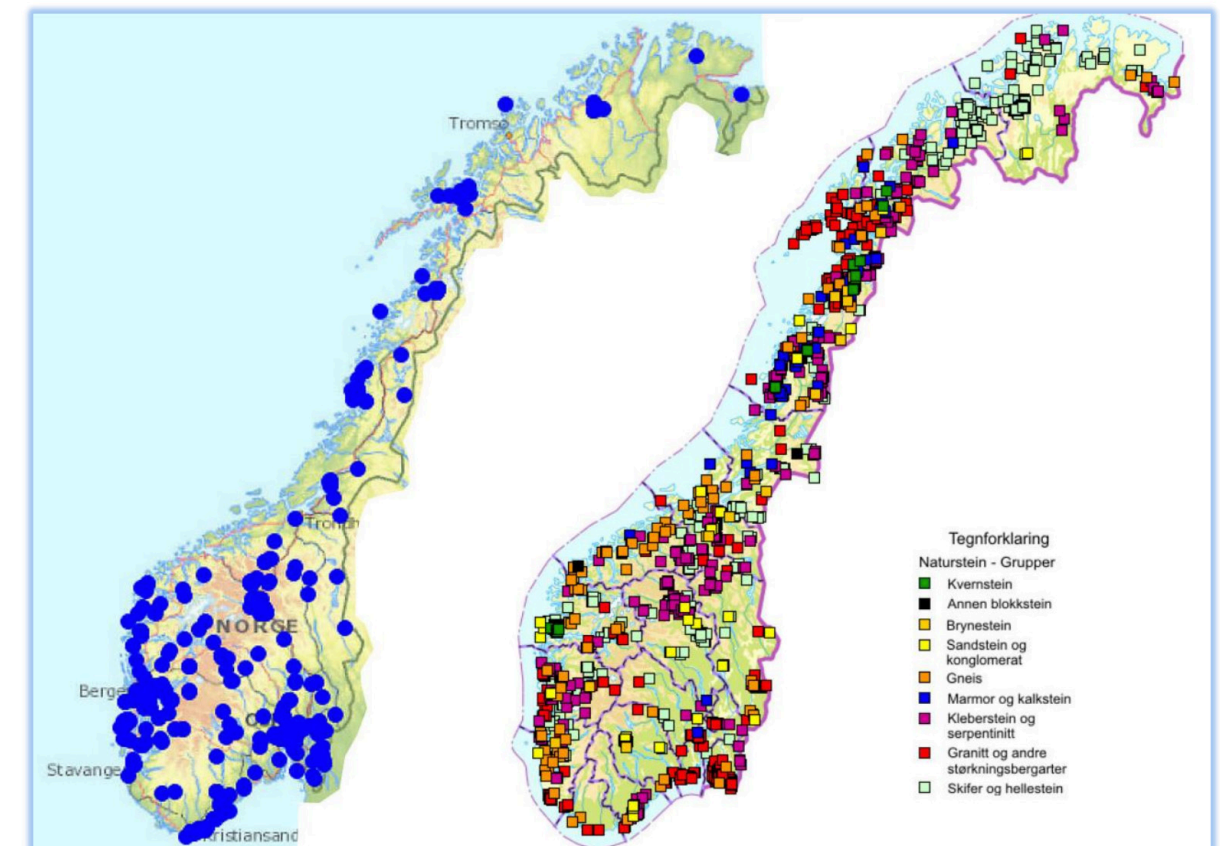 Tromsø
Trondh
NORGE
Berge
O
Stavange
Kristiansand
Tegnforklaring
Naturstein - Grupper
Kvernstein
Annen blokkstein
Brynestein
Sandstein og
konglomerat
Gneis
Marmor og kalkstein
Kleberstein og
serpentinitt
Granitt og andre
størkningsbergarter
Skifer og hellestein